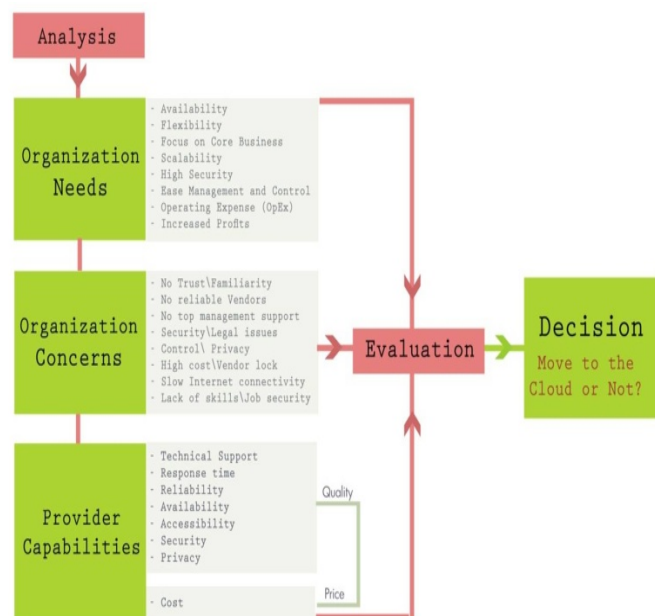 Analysis
Organization
Needs
- Availability
- Flexibility
- Focus on Core Business
- Scalability
- High Security
- Ease Management and Control
- Operating Expense (OpEx)
- Increased Profits
Organization
Concerns
- No Trust\Familiarity
- No reliable Vendors
- No top management support
- Security\Legal issues
- Control\ Privacy
- High cost\Vendor lock
- Slow Internet connectivity
- Lack of skills\Job security
Evaluation
Decision
Move to the
Cloud or Not?
Provider
Capabilities
- Technical Support
- Response time
- Reliability
- Availability
- Accessibility
- Security
- Privacy
- Cost
Quality
Price